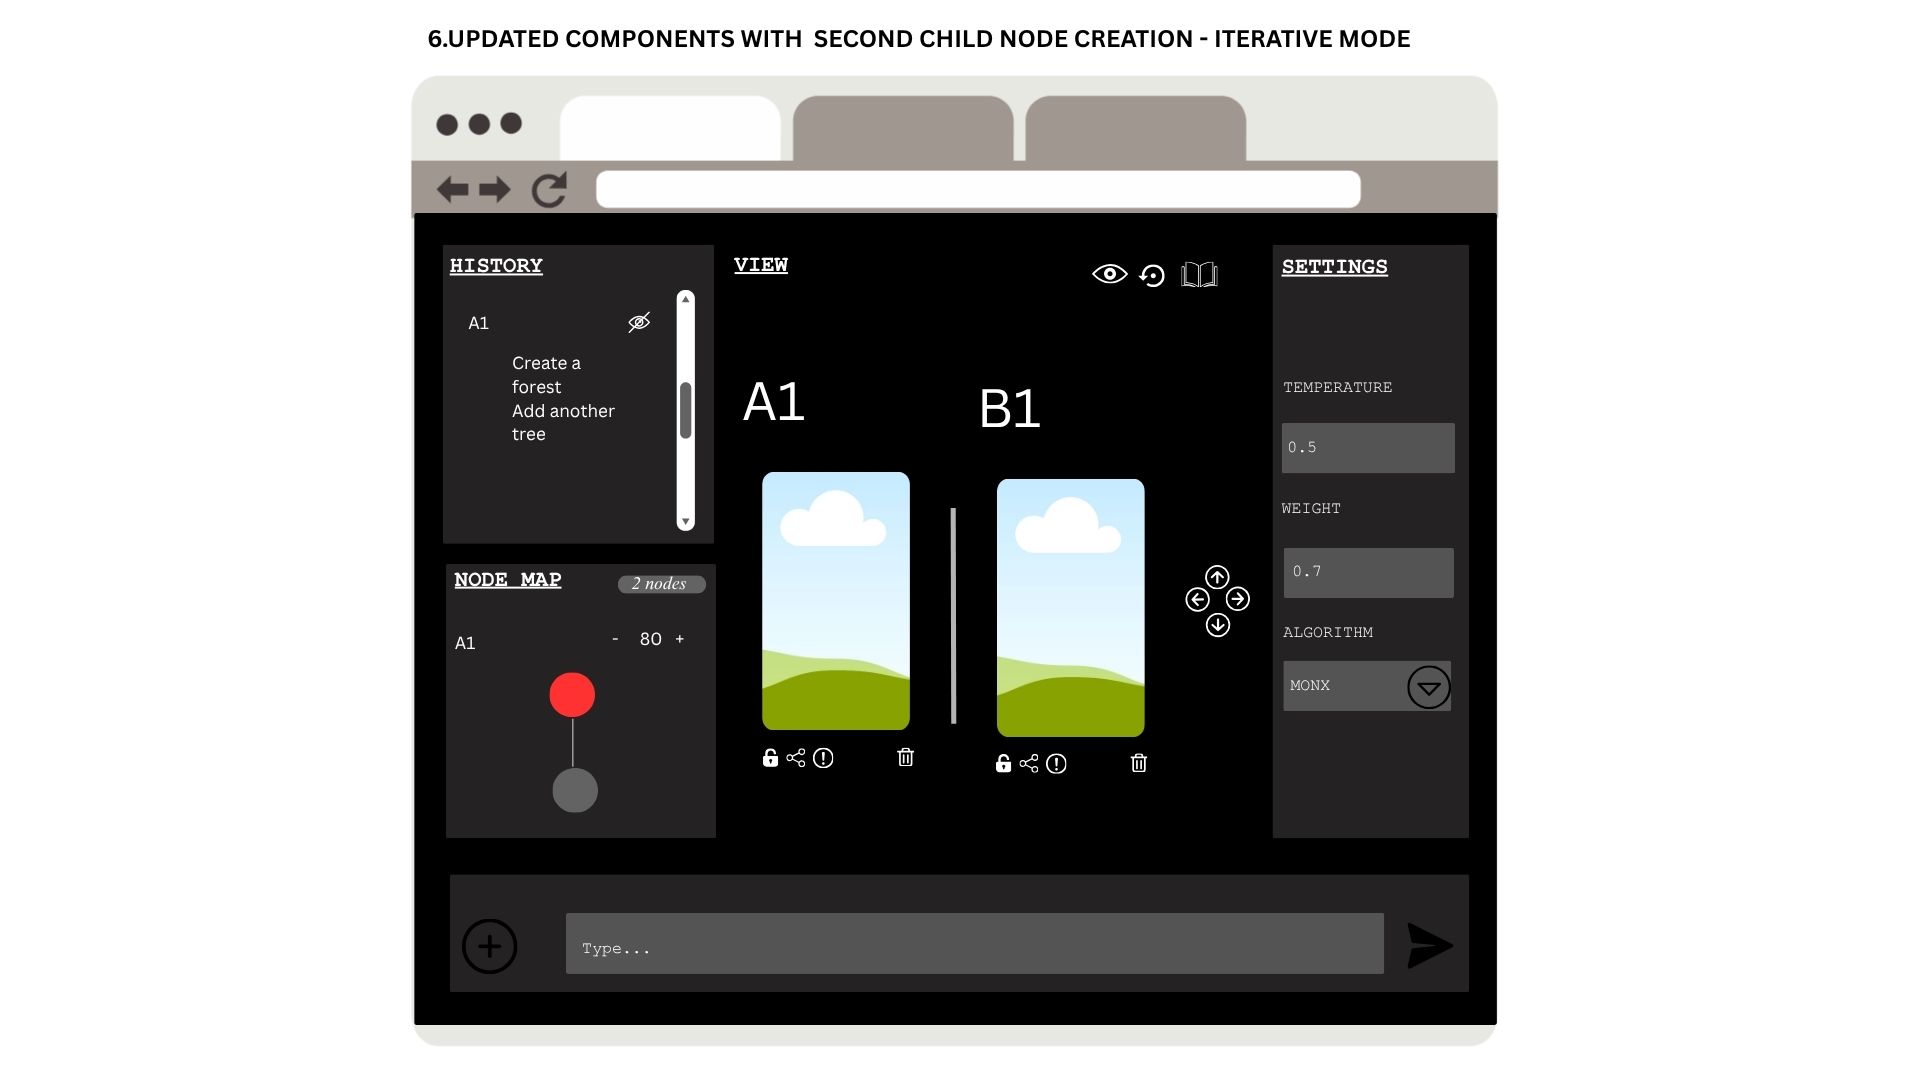 6.UPDATED COMPONENTS WITH SECOND CHILD NODE CREATION - ITERATIVE MODE
HISTORY
A1
Create a
forest
Add another
tree
NODE MAP
2 nodes
A1
- 80 +
VIEW
A1
B1
SETTINGS
TEMPERATURE
0.5
WEIGHT
0.7
ALGORITHM
MONX
Type...